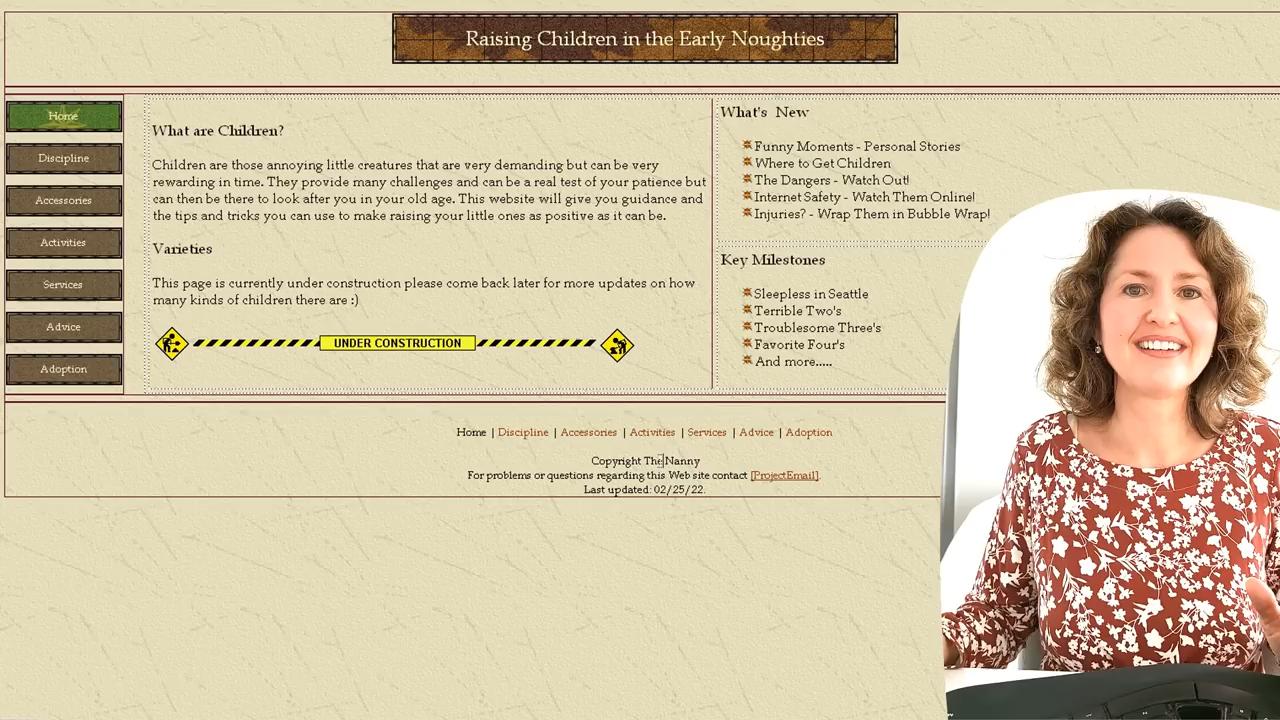 Raising Children in the Early Noughties
Home
Discipline
Accessories
Activities
Services
Advice
Adoption
What are Children?
Children are those annoying little creatures that are very demanding but can be very
rewarding in time. They provide many challenges and can be a real test of your patience but
can then be there to look after you in your old age. This website will give you guidance and
the tips and tricks you can use to make raising your little ones as positive as it can be.
Varieties
This page is currently under construction please come back later for more updates on how
many kinds of children there are :)
UNDER CONSTRUCTION
What's New
Funny Moments - Personal Stories
Where to Get Children
The Dangers - Watch Out!
Internet Safety - Watch Them Online!
Injuries? - Wrap Them in Bubble Wrap!
Key Milestones
Sleepless in Seattle
Terrible Two's
Troublesome Three's
Favorite Four's
And more.....
Home | Discipline | Accessories | Activities | Services | Advice | Adoption
Copyright The Nanny
For problems or questions regarding this Web site contact [ProjectEmail].
Last updated: 02/25/22.